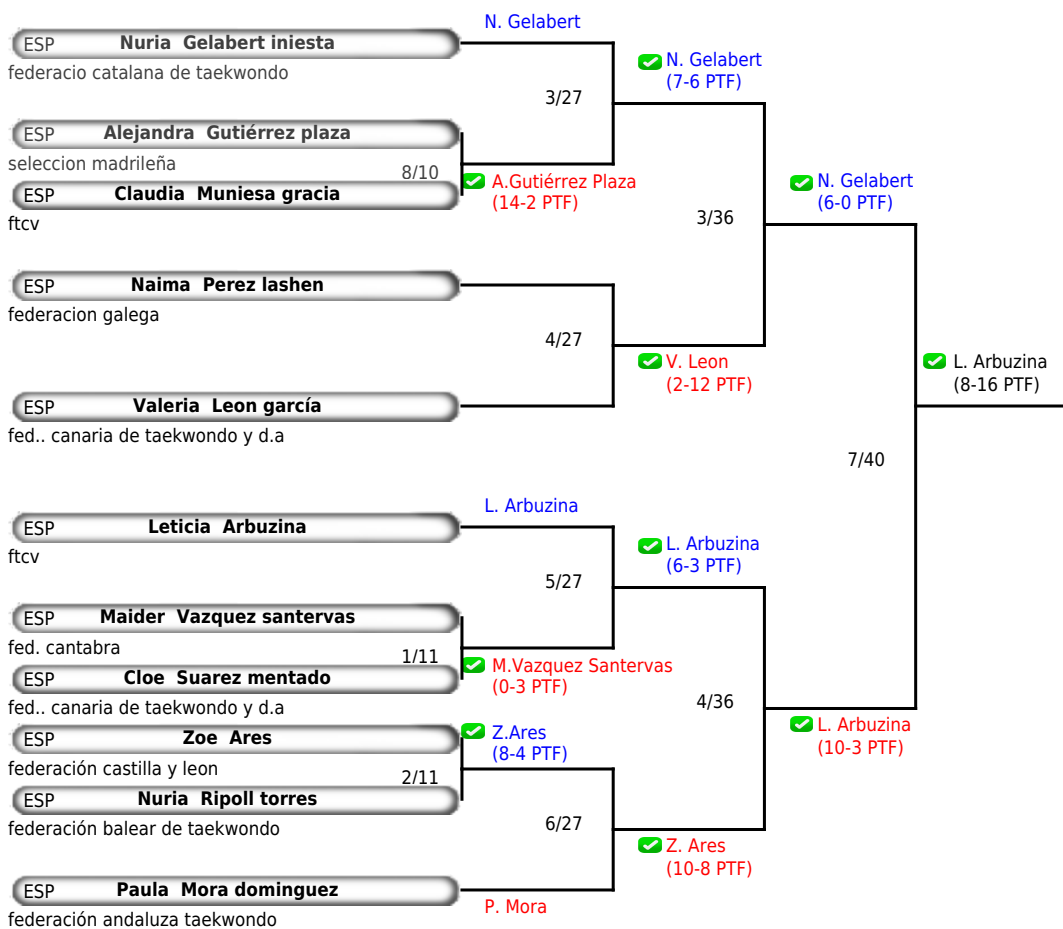 N. Gelabert
ESP Nuria Gelabert iniesta
federacio catalana de taekwondo
N. Gelabert
(7-6 PTF)
3/27
ESP Alejandra Gutiérrez plaza
seleccion madrileña
8/10
A.Gutiérrez Plaza
(14-2 PTF)
ESP Claudia Muniesa gracia
ftcv
N. Gelabert
(6-0 PTF)
3/36
ESP Naima Perez lashen
federacion galega
4/27
V. Leon
(2-12 PTF)
L. Arbuzina
(8-16 PTF)
ESP Valeria Leon garcía
fed.. canaria de taekwondo y d.a
7/40
L. Arbuzina
ESP Leticia Arbuzina
ftcv
L. Arbuzina
(6-3 PTF)
5/27
ESP Maider Vazquez santervas
fed. cantabra
1/11
M.Vazquez Santervas
(0-3 PTF)
ESP Cloe Suarez mentado
fed.. canaria de taekwondo y d.a
4/36
L. Arbuzina
(10-3 PTF)
Z.Ares
(8-4 PTF)
ESP Zoe Ares
federación castilla y leon
2/11
ESP Nuria Ripoll torres
federación balear de taekwondo
6/27
Z. Ares
(10-8 PTF)
ESP Paula Mora dominguez
P. Mora
federación andaluza taekwondo